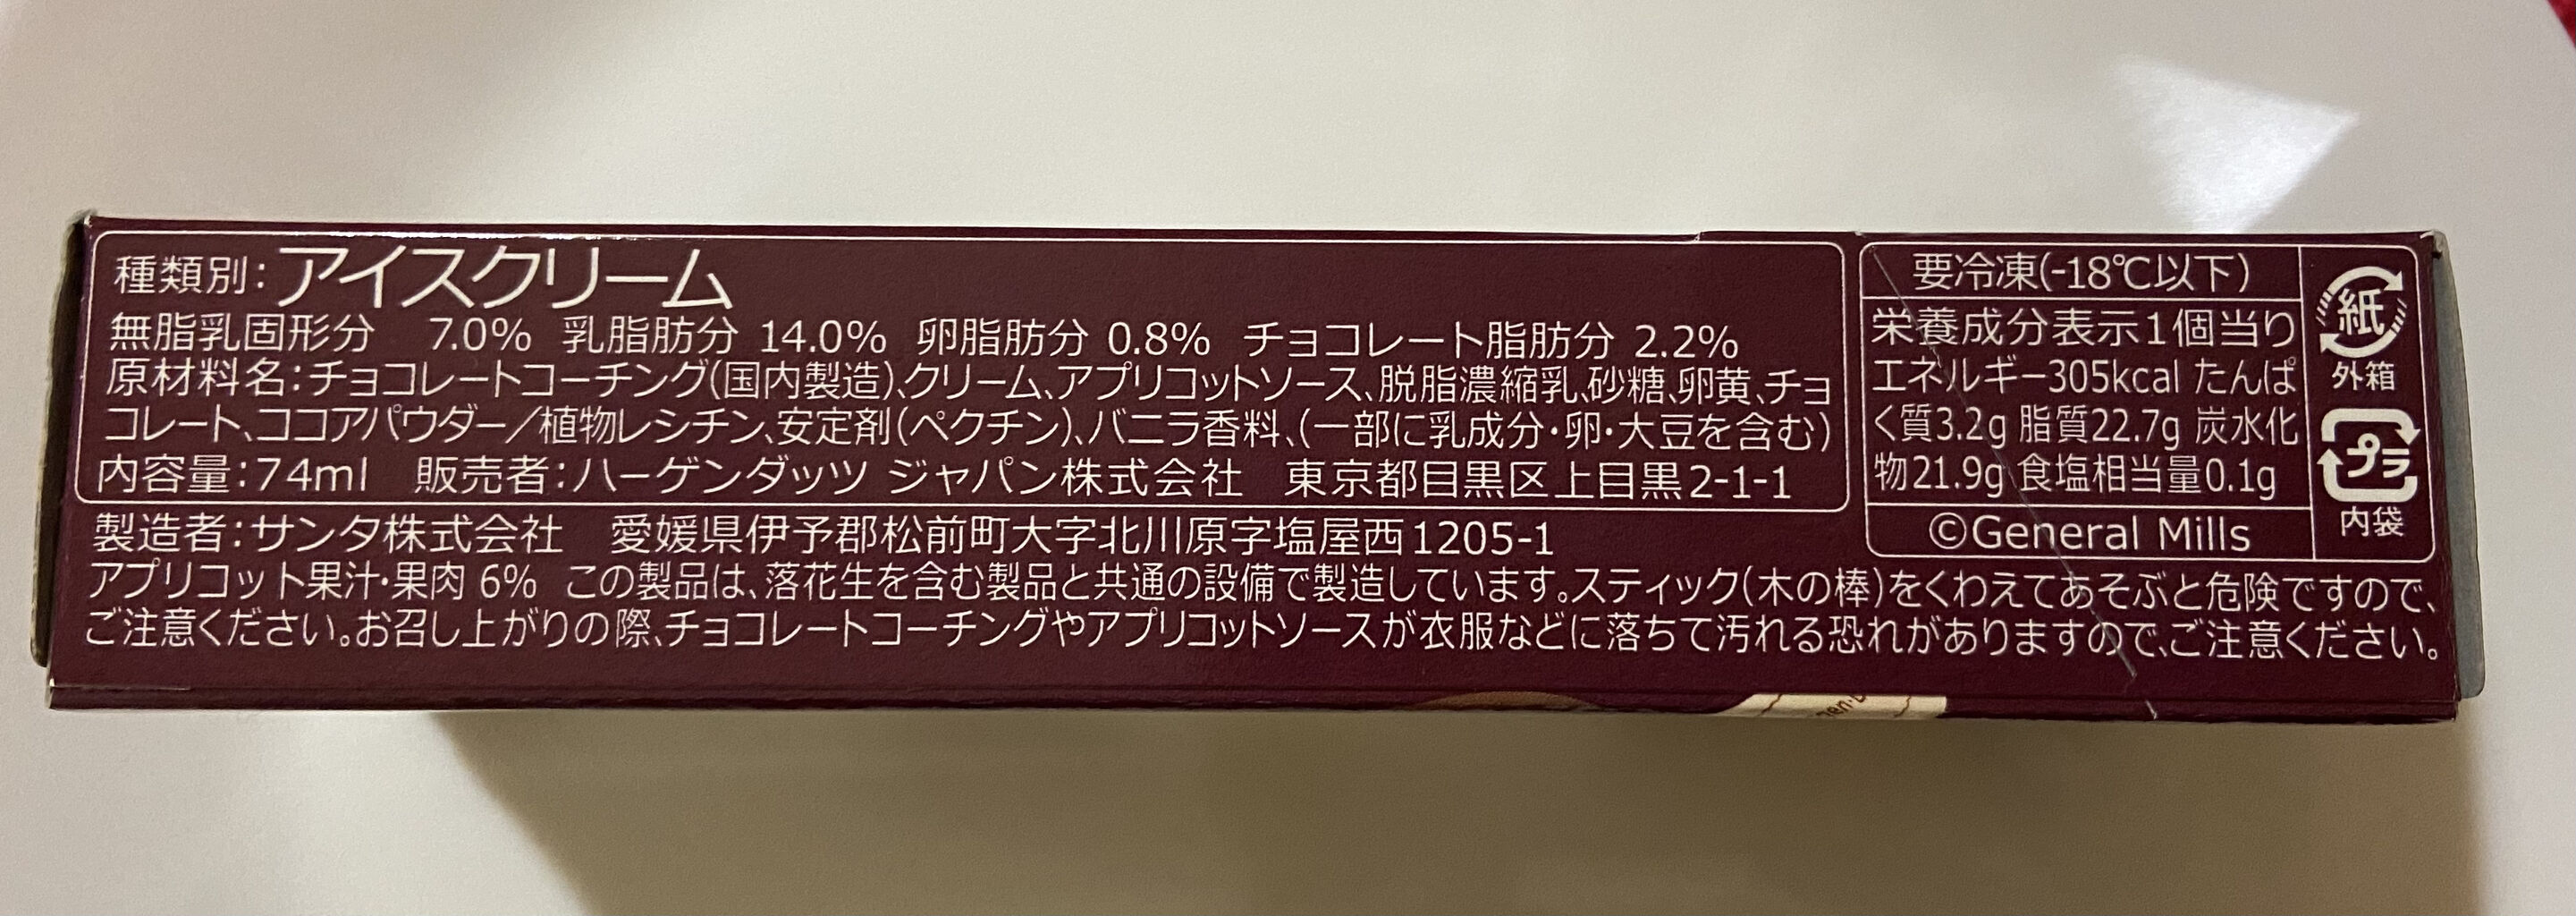 種類別:アイスクリーム
無脂乳固形分 7.0% 乳脂肪分 14.0% 卵脂肪分 0.8% チョコレート脂肪分 2.2%
原材料名:チョコレートコーチング(国内製造)、クリーム、アプリコットソース、脱脂濃縮乳、砂糖、卵黄、チョ
コレート、ココアパウダー/植物レシチン、安定剤(ペクチン)、バニラ香料、(一部に乳成分・卵・大豆を含む)
内容量:74ml 販売者:ハーゲンダッツ ジャパン株式会社 東京都目黒区上目黒2-1-1
製造者:サンタ株式会社 愛媛県伊予郡松前町大字北川原字塩屋西1205-1
アプリコット果汁・果肉 6% この製品は、落花生を含む製品と共通の設備で製造しています。スティック(木の棒)をくわえてあそぶと危険ですので、
ご注意ください。お召し上がりの際、チョコレートコーチングやアプリコットソースが衣服などに落ちて汚れる恐れがありますので、ご注意ください。
要冷凍(-18℃以下)
栄養成分表示1個当り
エネルギー305kcal たんぱ
く質3.2g 脂質22.7g 炭水化
物21.9g 食塩相当量0.1g
©General Mills
紙
外箱
プラ
内袋